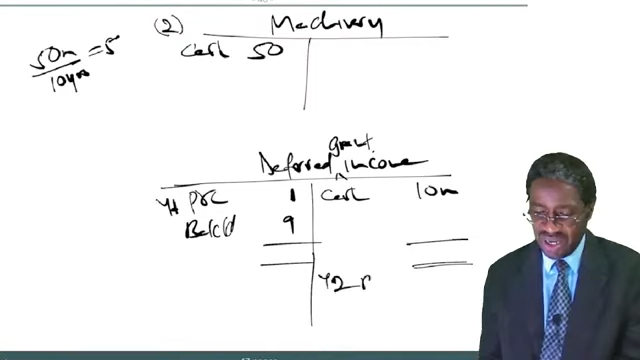 (2) Machinery
Cash 50
50m = 5
10yrs
Deferred grant income
Y1 P&L 1 Cash 10m
Bal c/d 9
Y2